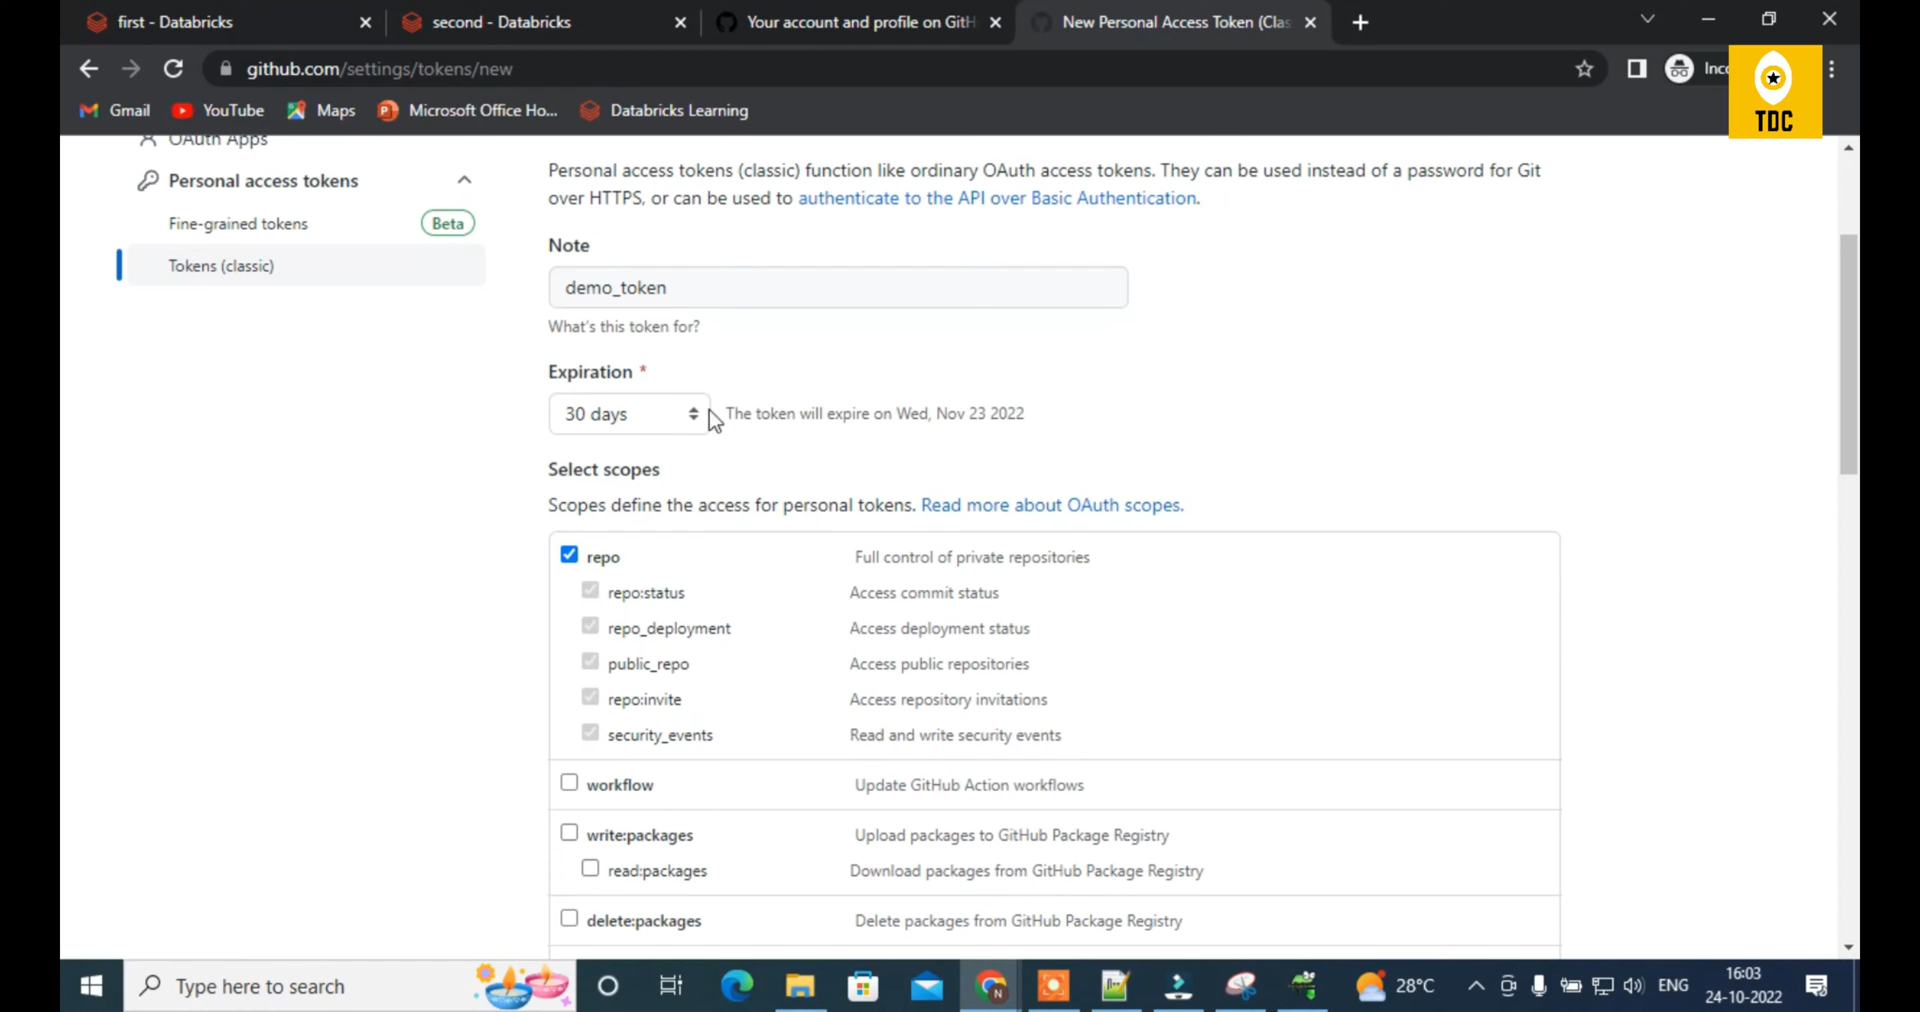 first - Databricks
second - Databricks
Your account and profile on GitH
New Personal Access Token (Clas
github.com/settings/tokens/new
Inc
TDC
Gmail
YouTube
Maps
Microsoft Office Ho...
Databricks Learning
OAuth Apps
Personal access tokens
Fine-grained tokens
Beta
Tokens (classic)
Personal access tokens (classic) function like ordinary OAuth access tokens. They can be used instead of a password for Git
over HTTPS, or can be used to authenticate to the API over Basic Authentication.
Note
demo_token
What's this token for?
Expiration *
30 days
The token will expire on Wed, Nov 23 2022
Select scopes
Scopes define the access for personal tokens. Read more about OAuth scopes.
repo Full control of private repositories
repo:status Access commit status
repo_deployment Access deployment status
public_repo Access public repositories
repo:invite Access repository invitations
security_events Read and write security events
workflow Update GitHub Action workflows
write:packages Upload packages to GitHub Package Registry
read:packages Download packages from GitHub Package Registry
delete:packages Delete packages from GitHub Package Registry
Type here to search
N
28°C
ENG
16:03
24-10-2022